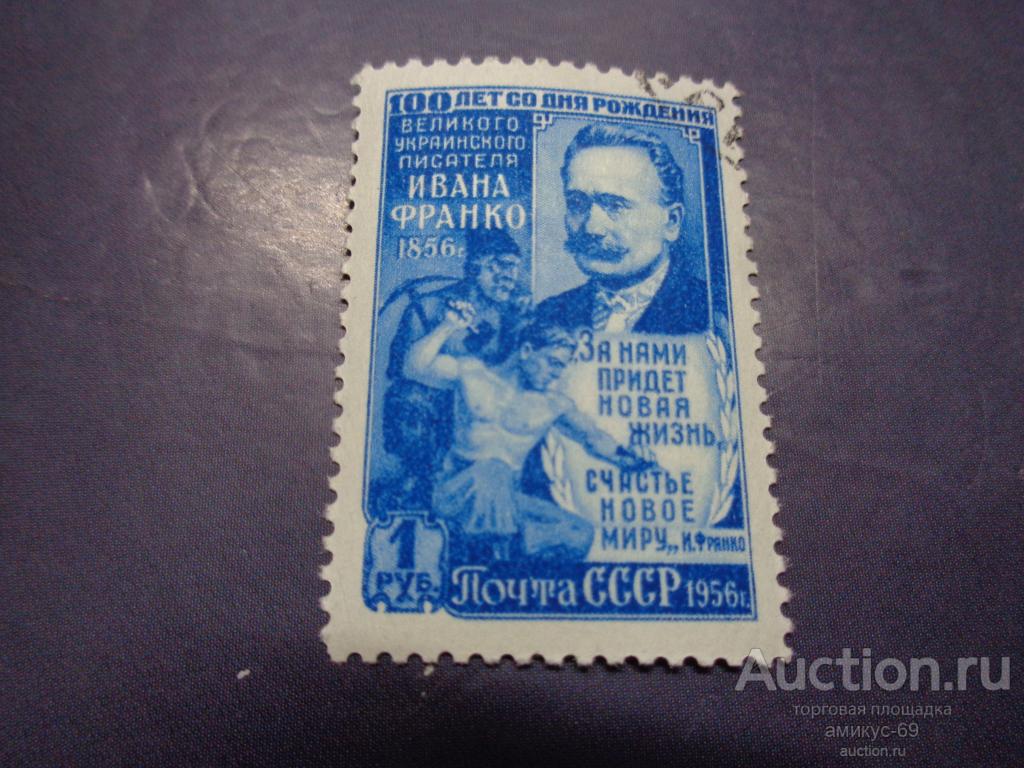 100 ЛЕТ СО ДНЯ РОЖДЕНИЯ
ВЕЛИКОГО
УКРАИНСКОГО
ПИСАТЕЛЯ
ИВАНА
ФРАНКО
1856г.
„За нами
придет
новая
жизнь,
счастье
новое
миру„ И.Франко
1
РУБ.
Почта СССР 1956г.
Auction.ru
торговая площадка
амикус-69
auction.ru